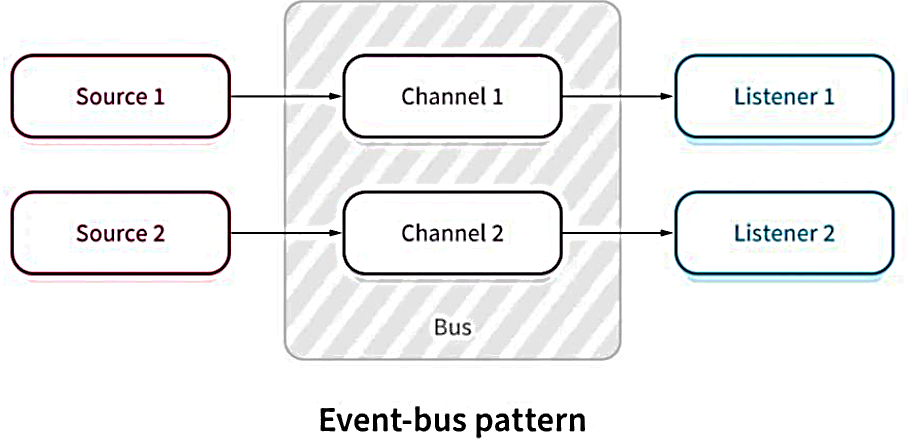 Source 1
Channel 1
Listener 1
Source 2
Channel 2
Listener 2
Bus
Event-bus pattern